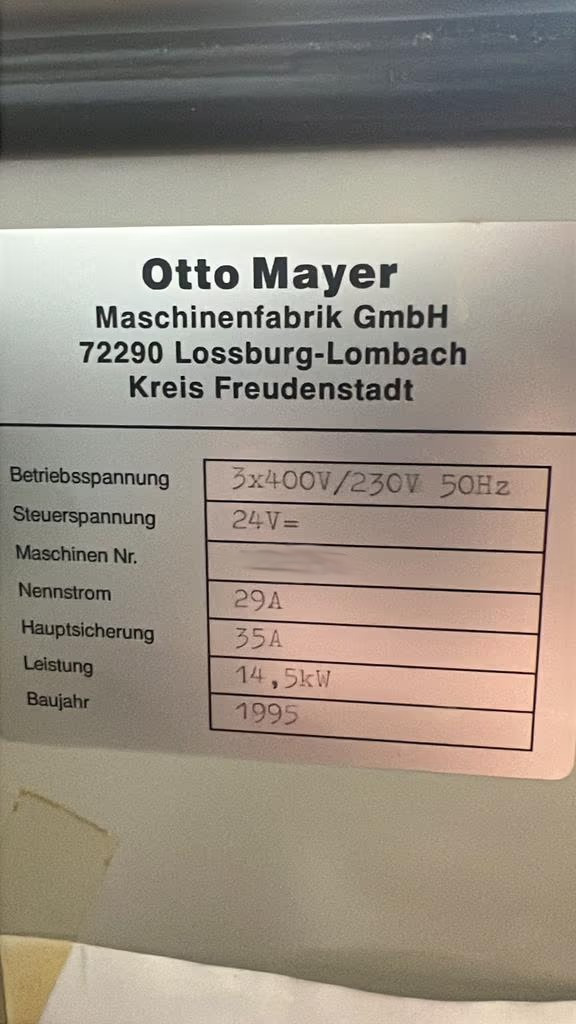 Otto Mayer
Maschinenfabrik GmbH
72290 Lossburg-Lombach
Kreis Freudenstadt
Betriebsspannung 3x400V/230V 50Hz
Steuerspannung 24V=
Maschinen Nr.
Nennstrom 29A
Hauptsicherung 35A
Leistung 14,5kW
Baujahr 1995